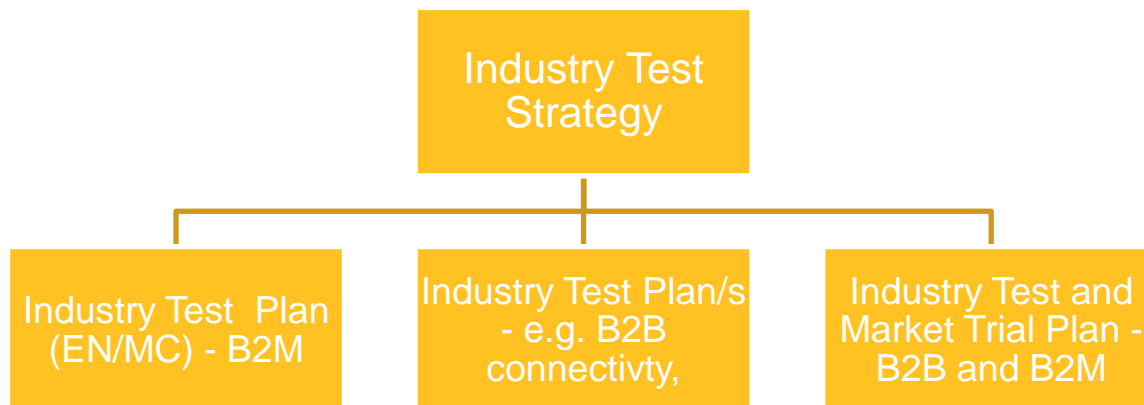 Industry Test
Strategy
Industry Test  Plan
(EN/MC) - B2M
Industry Test Plan/s
- e.g. B2B
connectivty,
Industry Test and
Market Trial Plan -
B2B and B2M